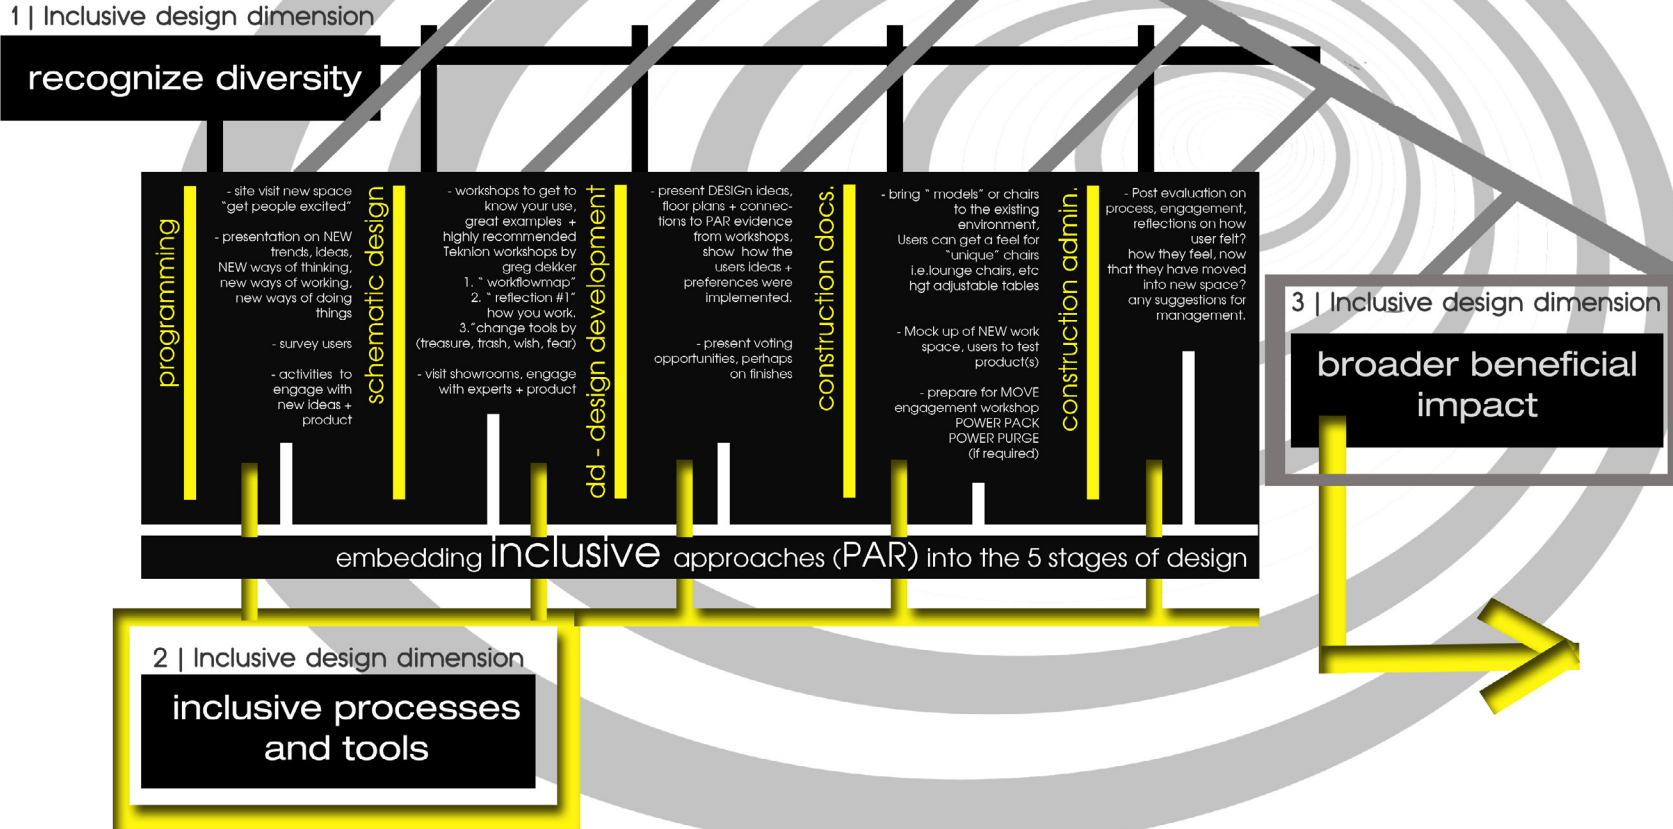 1 | Inclusive design dimension
recognize diversity
programming
- site visit new space
"get people excited"
- presentation on NEW
trends, ideas,
NEW ways of thinking,
new ways of working,
new ways of doing
things
- survey users
- activities to
engage with
new ideas +
product
schematic design
- workshops to get to
know your use,
great examples +
highly recommended
Teknion workshops by
greg dekker
1. " workflowmap"
2. " reflection #1"
how you work.
3."change tools by
(treasure, trash, wish, fear)
- visit showrooms, engage
with experts + product
dd - design development
- present DESIGn ideas,
floor plans + connec-
tions to PAR evidence
from workshops,
show how the
users ideas +
preferences were
implemented.
- present voting
opportunities, perhaps
on finishes
construction docs.
- bring " models" or chairs
to the existing
environment,
Users can get a feel for
"unique" chairs
i.e.lounge chairs, etc
hgt adjustable tables
- Mock up of NEW work
space, users to test
product(s)
- prepare for MOVE
engagement workshop
POWER PACK
POWER PURGE
(if required)
construction admin.
- Post evaluation on
process, engagement,
reflections on how
user felt?
how they feel, now
that they have moved
into new space?
any suggestions for
management.
embedding inclusive approaches (PAR) into the 5 stages of design
2 | Inclusive design dimension
inclusive processes
and tools
3 | Inclusive design dimension
broader beneficial
impact